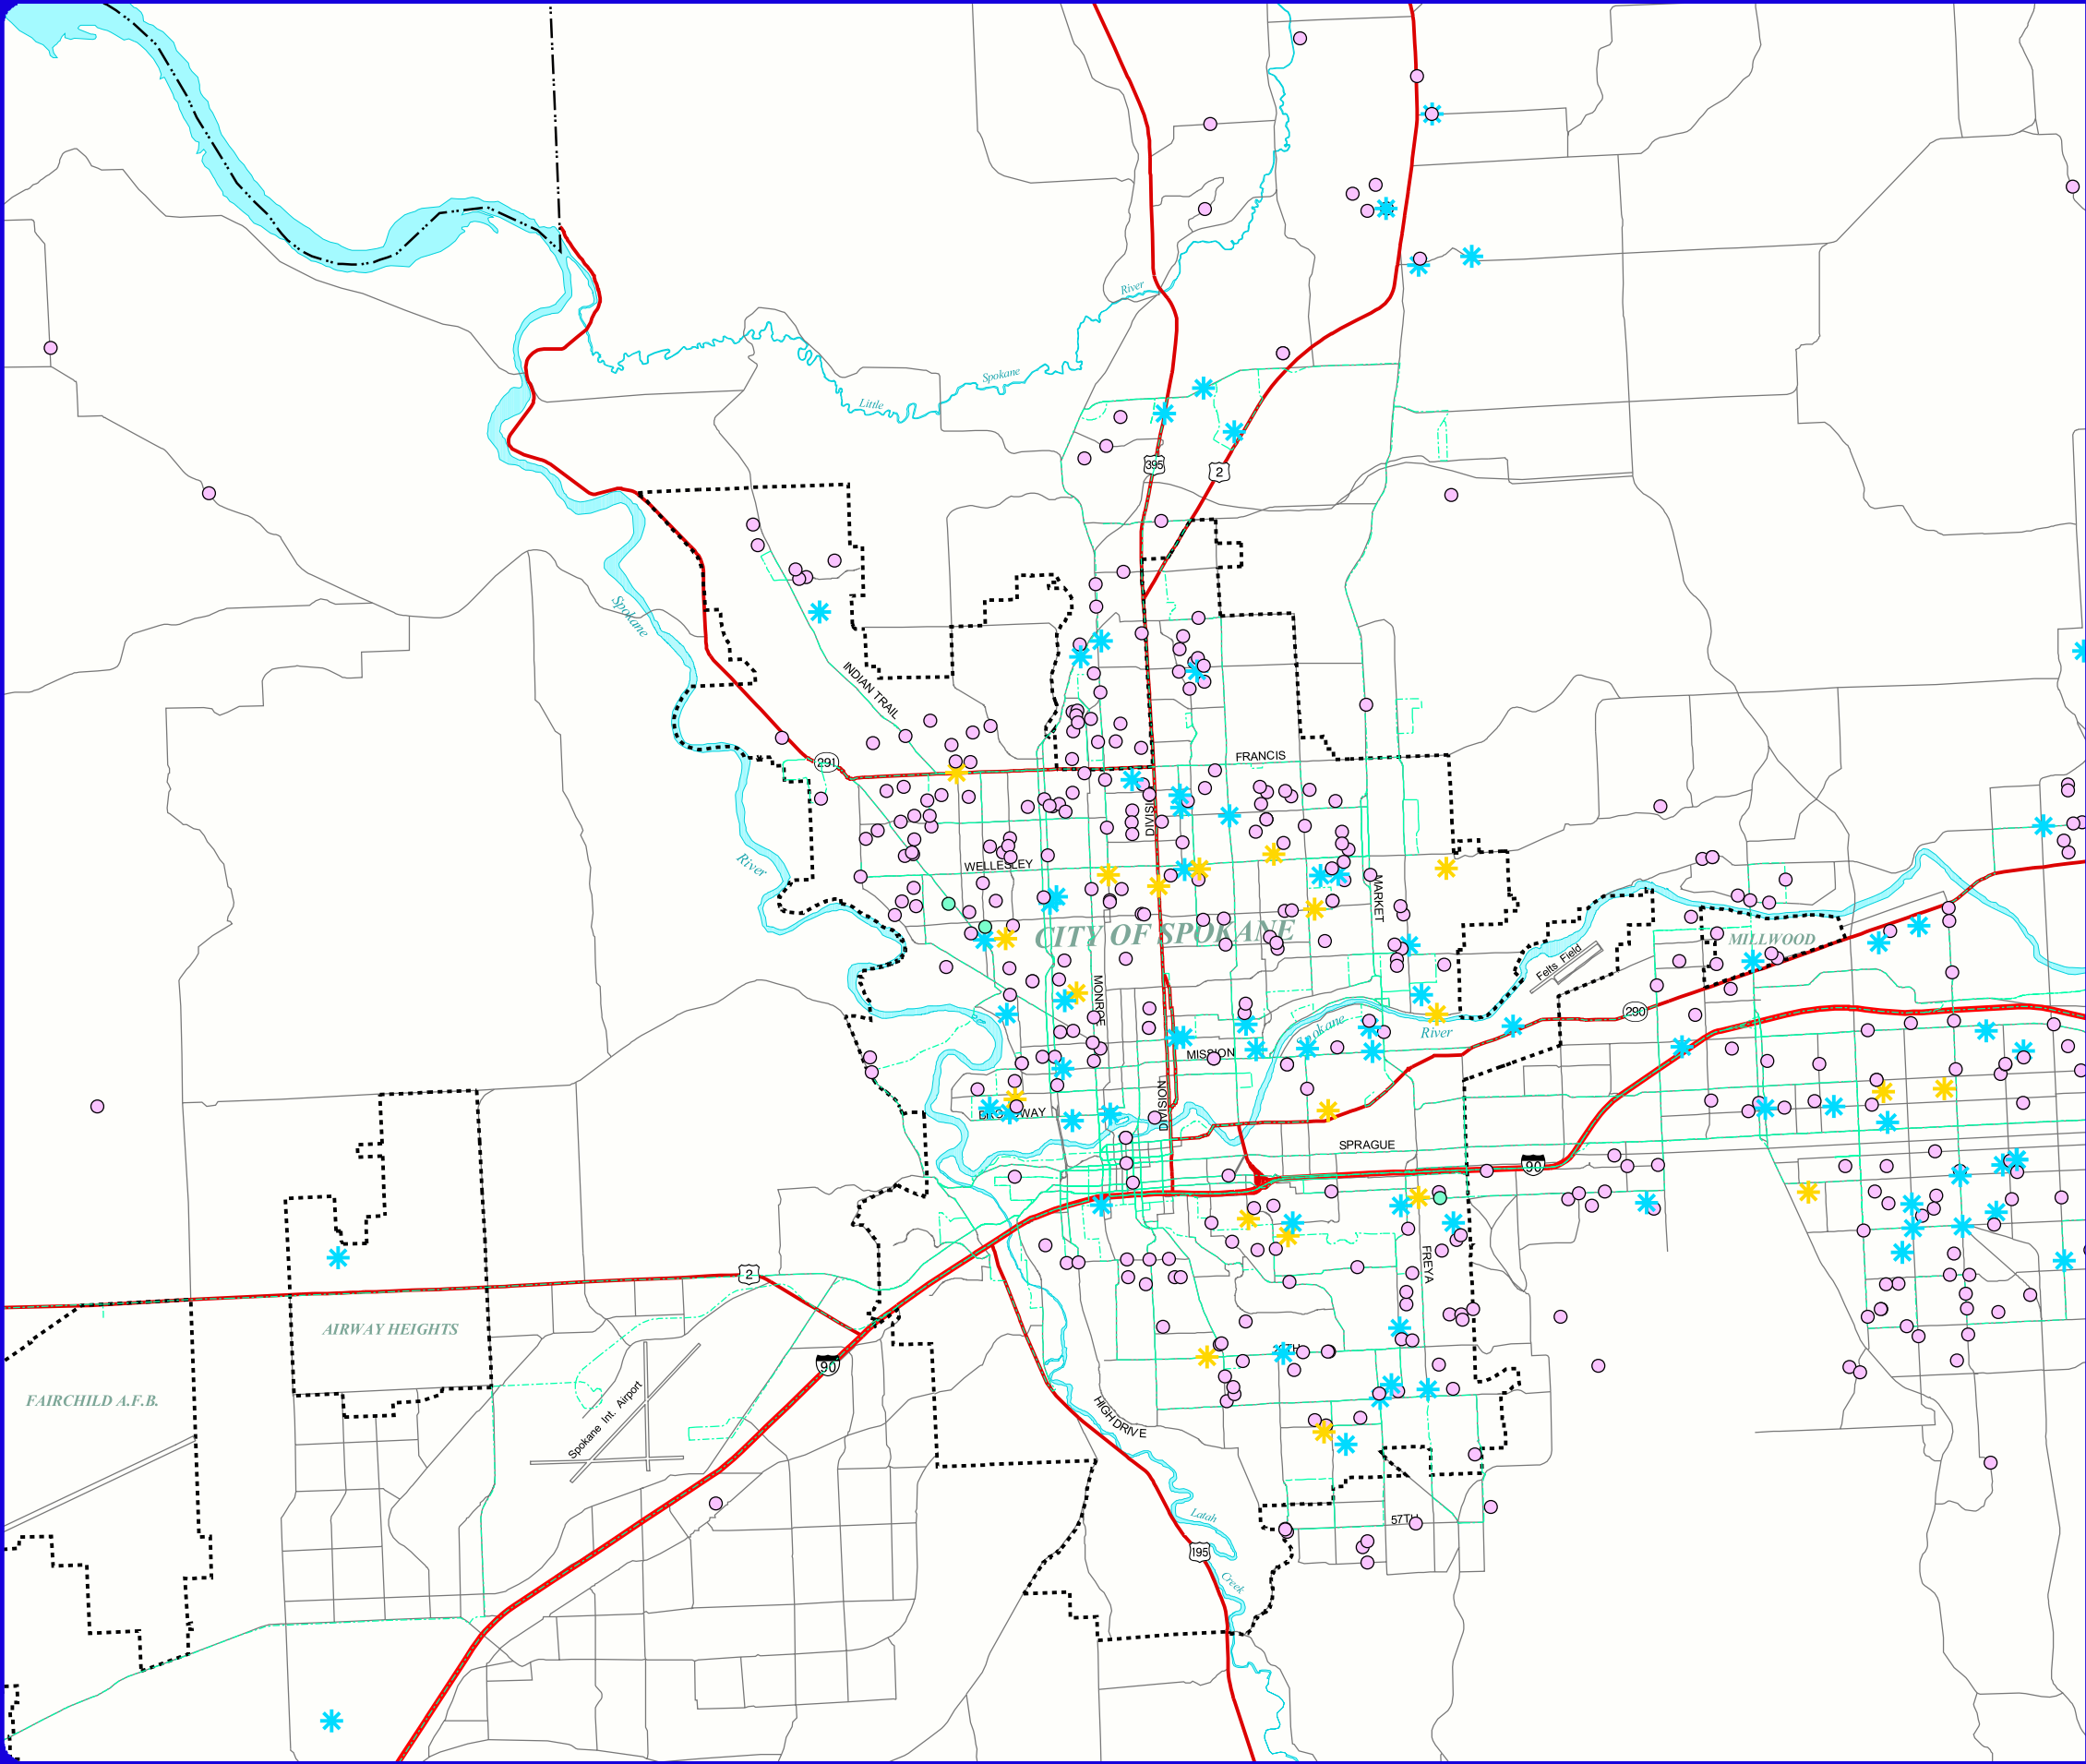 River
Spokane
Little
395
2
Spokane
INDIAN TRAIL
291
FRANCIS
DIVISION
River
WELLESLEY
MARKET
CITY OF SPOKANE
MILLWOOD
Felts Field
MONROE
290
Spokane
River
MISSION
DIVISION
BROADWAY
SPRAGUE
90
FREYA
2
AIRWAY HEIGHTS
90
29TH
FAIRCHILD A.F.B.
Spokane Int. Airport
HIGH DRIVE
Latah
57TH
195
Creek